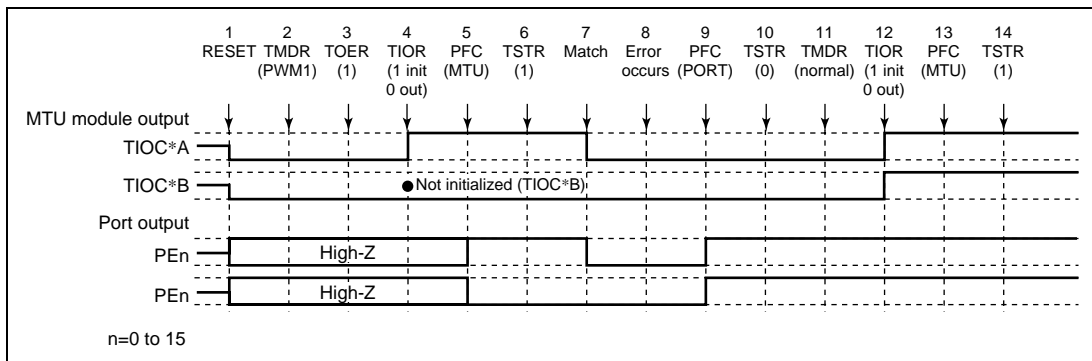 1 2 3 4 5 6 7 8 9 10 11 12 13 14
RESET TMDR TOER TIOR PFC TSTR Match Error PFC TSTR TMDR TIOR PFC TSTR
(PWM1) (1) (1 init (MTU) (1) occurs (PORT) (0) (normal) (1 init (MTU) (1)
0 out) 0 out)
MTU module output
TIOC*A
TIOC*B
Not initialized (TIOC*B)
Port output
PEn
High-Z
PEn
High-Z
n=0 to 15